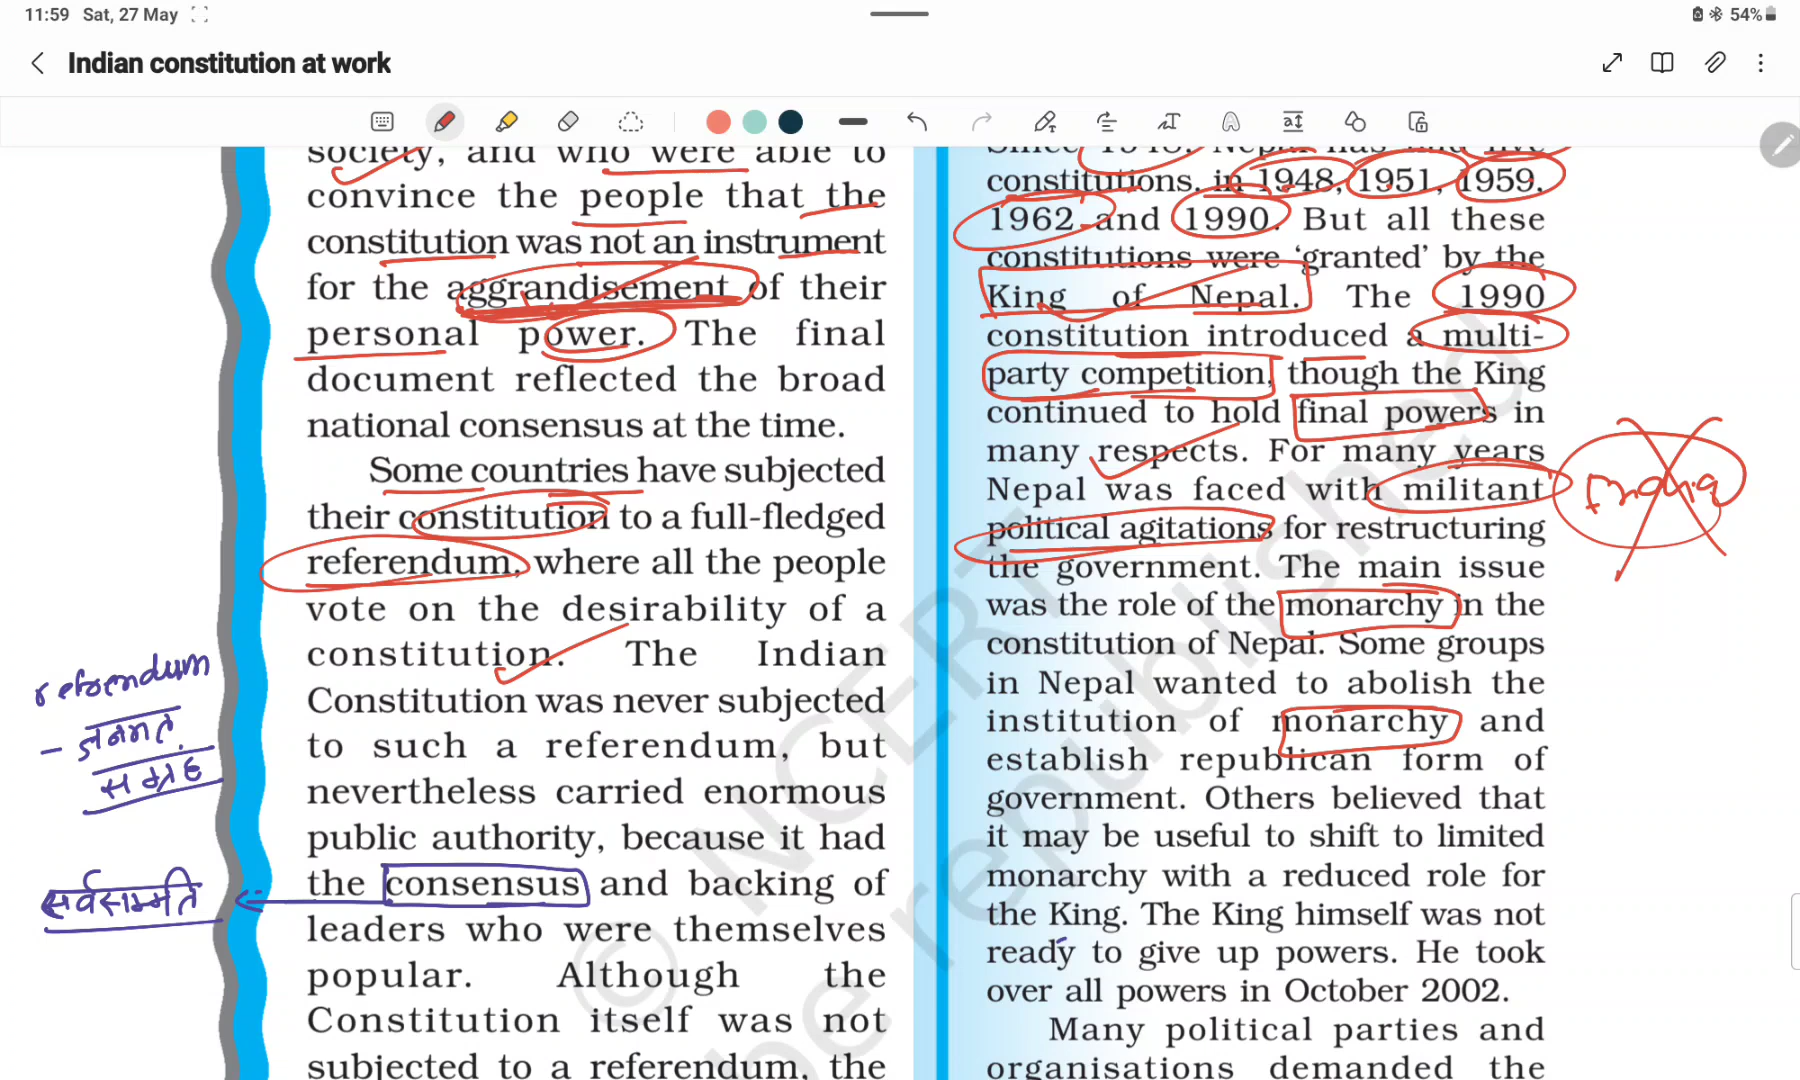 11:59 Sat, 27 May
54%
Indian constitution at work
society, and who were able to
convince the people that the
constitution was not an instrument
for the aggrandisement of their
personal power. The final
document reflected the broad
national consensus at the time.
Some countries have subjected
their constitution to a full-fledged
referendum, where all the people
vote on the desirability of a
constitution. The Indian
Constitution was never subjected
to such a referendum, but
nevertheless carried enormous
public authority, because it had
the consensus and backing of
leaders who were themselves
popular. Although the
Constitution itself was not
subjected to a referendum, the
referendum
- जनमत
संग्रह
सर्वसम्मति
Since 1948, Nepal has had five
constitutions, in 1948, 1951, 1959,
1962 and 1990. But all these
constitutions were ‘granted’ by the
King of Nepal. The 1990
constitution introduced a multi-
party competition, though the King
continued to hold final powers in
many respects. For many years
Nepal was faced with militant
political agitations for restructuring
the government. The main issue
was the role of the monarchy in the
constitution of Nepal. Some groups
in Nepal wanted to abolish the
institution of monarchy and
establish republican form of
government. Others believed that
it may be useful to shift to limited
monarchy with a reduced role for
the King. The King himself was not
ready to give up powers. He took
over all powers in October 2002.
Many political parties and
organisations demanded the
© NCERT
be republished